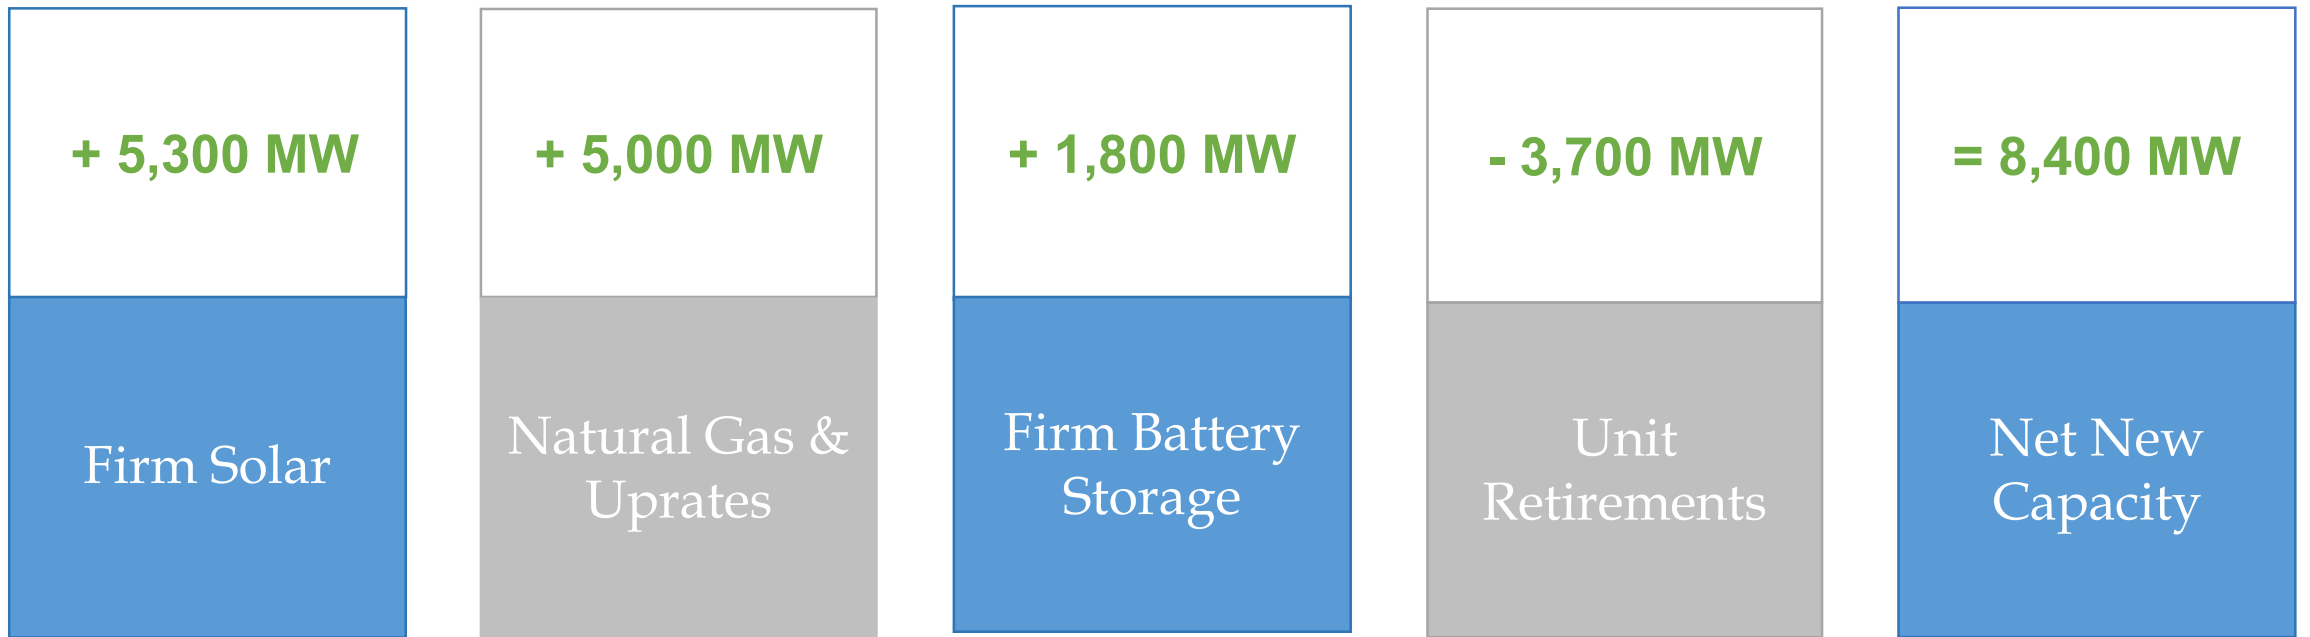 + 5,300 MW
Firm Solar
+ 5,000 MW
Natural Gas &
Uprates
+ 1,800 MW
Firm Battery
Storage
- 3,700 MW
Unit
Retirements
= 8,400 MW
Net New
Capacity